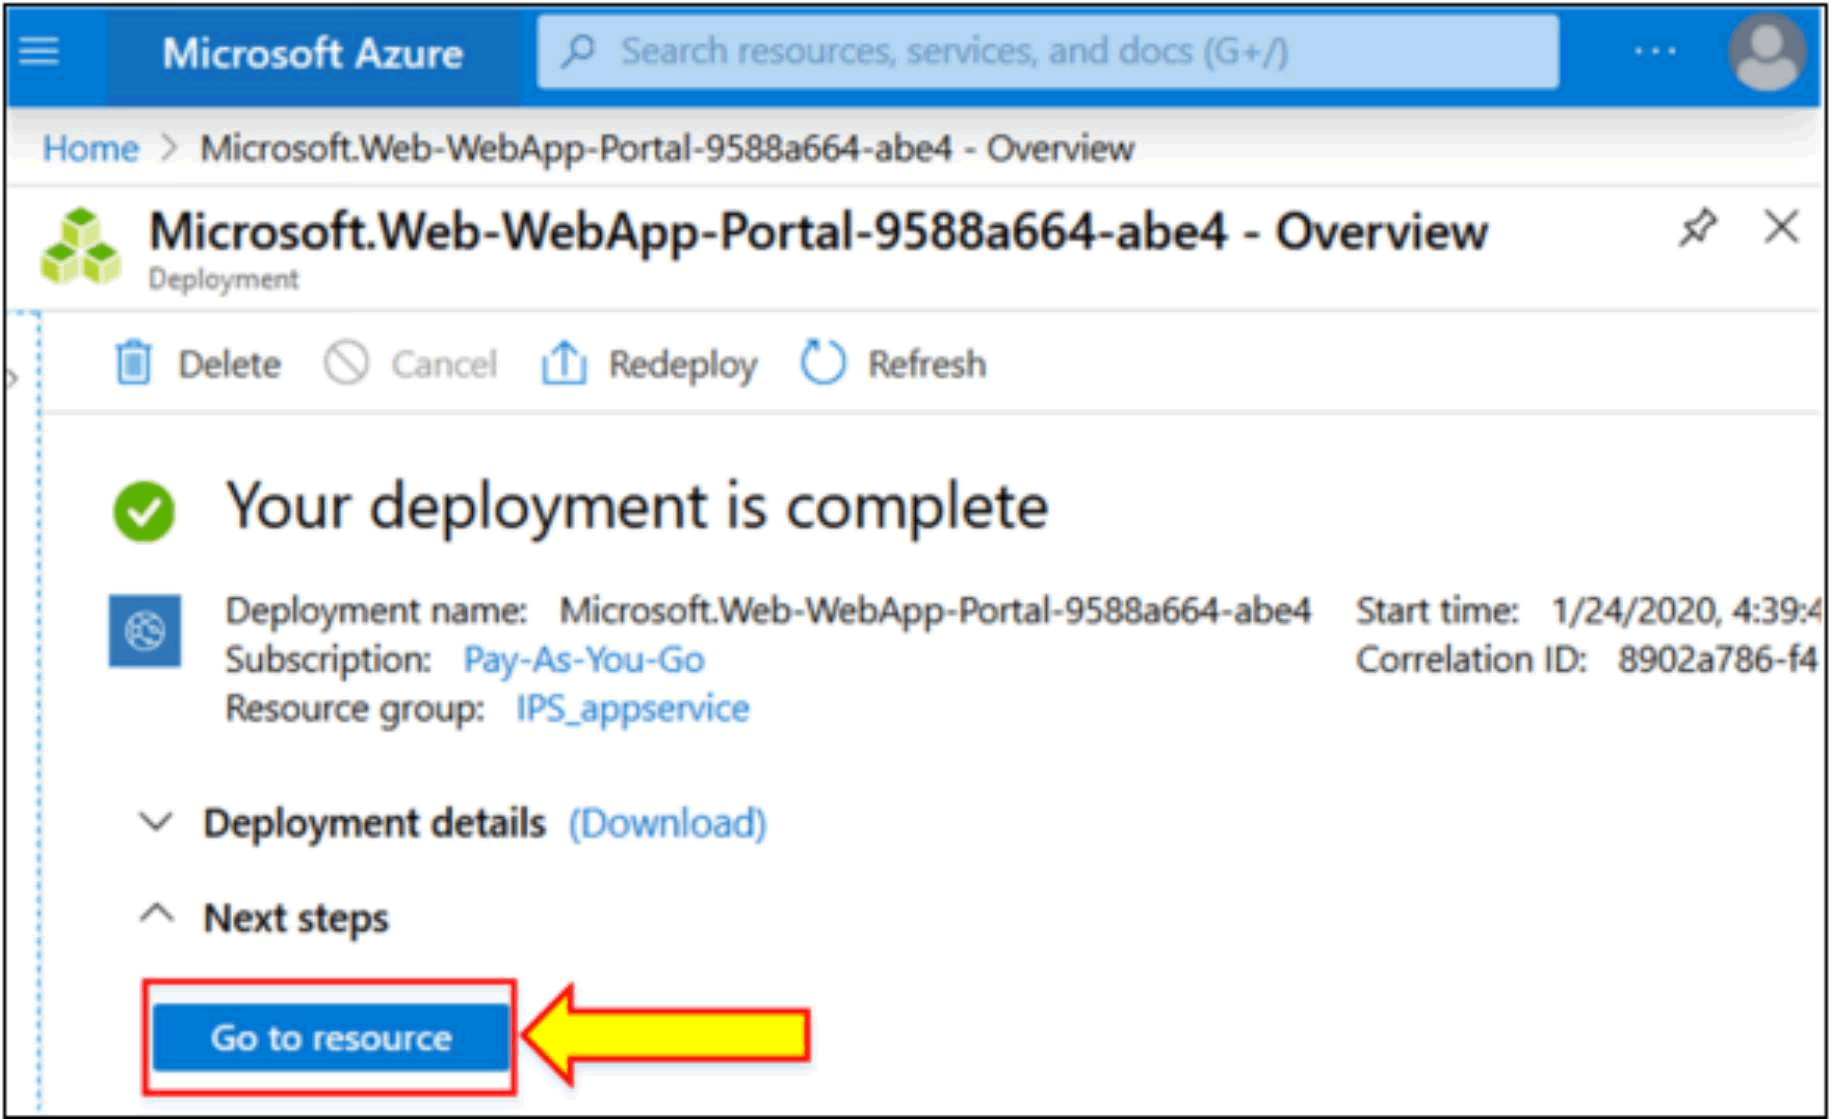 Microsoft Azure
Search resources, services, and docs (G+/)
Home > Microsoft.Web-WebApp-Portal-9588a664-abe4 - Overview
Microsoft.Web-WebApp-Portal-9588a664-abe4 - Overview
Deployment
Delete Cancel Redeploy Refresh
Your deployment is complete
Deployment name: Microsoft.Web-WebApp-Portal-9588a664-abe4 Start time: 1/24/2020, 4:39:4
Subscription: Pay-As-You-Go Correlation ID: 8902a786-f4
Resource group: IPS_appservice
Deployment details (Download)
Next steps
Go to resource